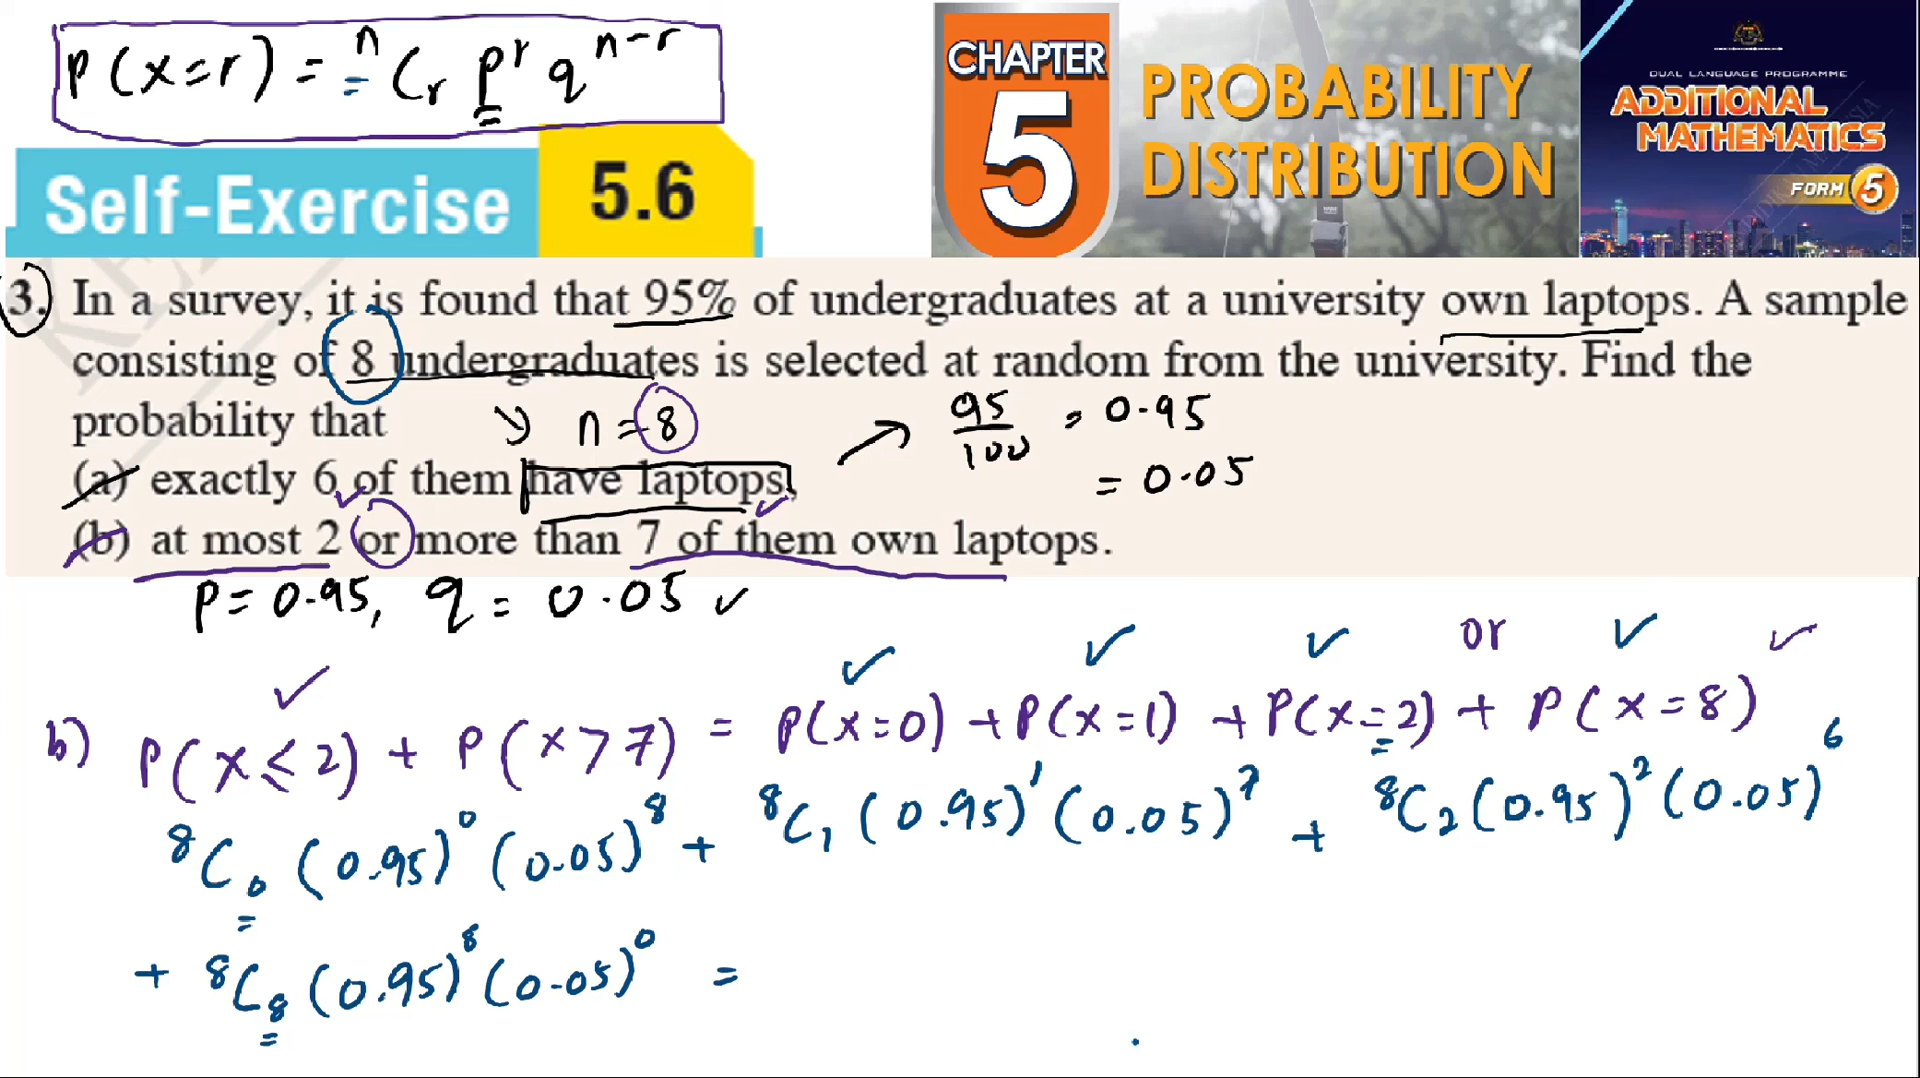 P(x=r) = nCr p^r q^(n-r)
CHAPTER
5
PROBABILITY
DISTRIBUTION
DUAL LANGUAGE PROGRAMME
ADDITIONAL
MATHEMATICS
FORM 5
Self-Exercise 5.6
3. In a survey, it is found that 95% of undergraduates at a university own laptops. A sample
consisting of 8 undergraduates is selected at random from the university. Find the
probability that
n = 8
95/100 = 0.95
= 0.05
(a) exactly 6 of them have laptops,
(b) at most 2 or more than 7 of them own laptops.
p = 0.95, q = 0.05 ✓
or
b) P(x ≤ 2) + P(x > 7) = P(x=0) + P(x=1) + P(x=2) + P(x=8)
⁸C₀ (0.95)⁰ (0.05)⁸ + ⁸C₁ (0.95)¹ (0.05)⁷ + ⁸C₂ (0.95)² (0.05)⁶
+ ⁸C₈ (0.95)⁸ (0.05)⁰ =